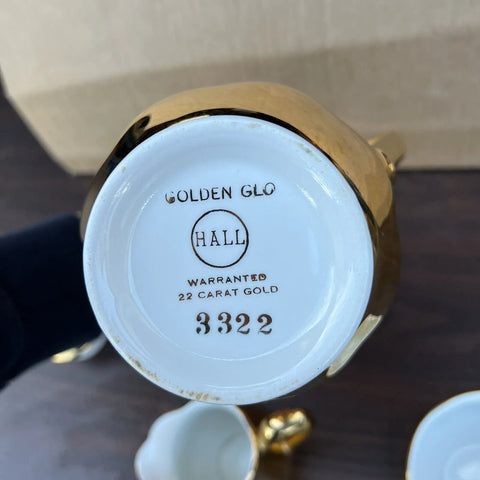 GOLDEN GLO
HALL
WARRANTED
22 CARAT GOLD
3322